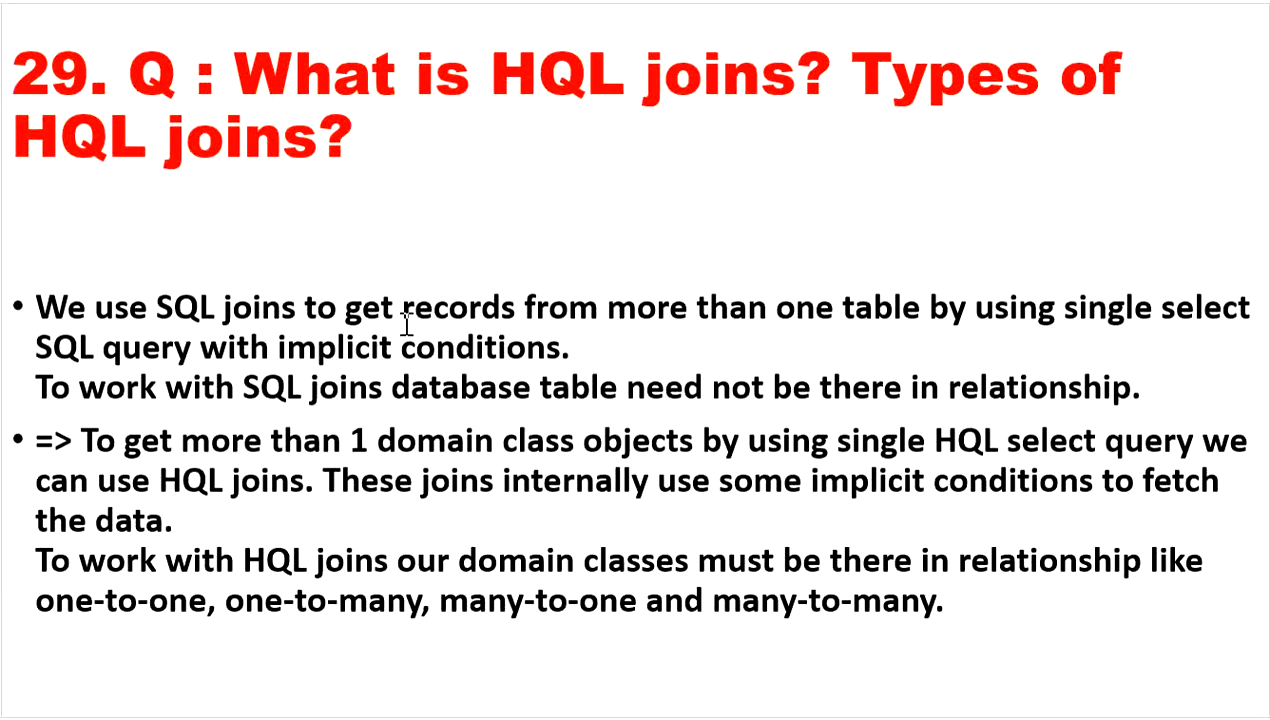 29. Q : What is HQL joins? Types of
HQL joins?
• We use SQL joins to get records from more than one table by using single select
SQL query with implicit conditions.
To work with SQL joins database table need not be there in relationship.
• => To get more than 1 domain class objects by using single HQL select query we
can use HQL joins. These joins internally use some implicit conditions to fetch
the data.
To work with HQL joins our domain classes must be there in relationship like
one-to-one, one-to-many, many-to-one and many-to-many.